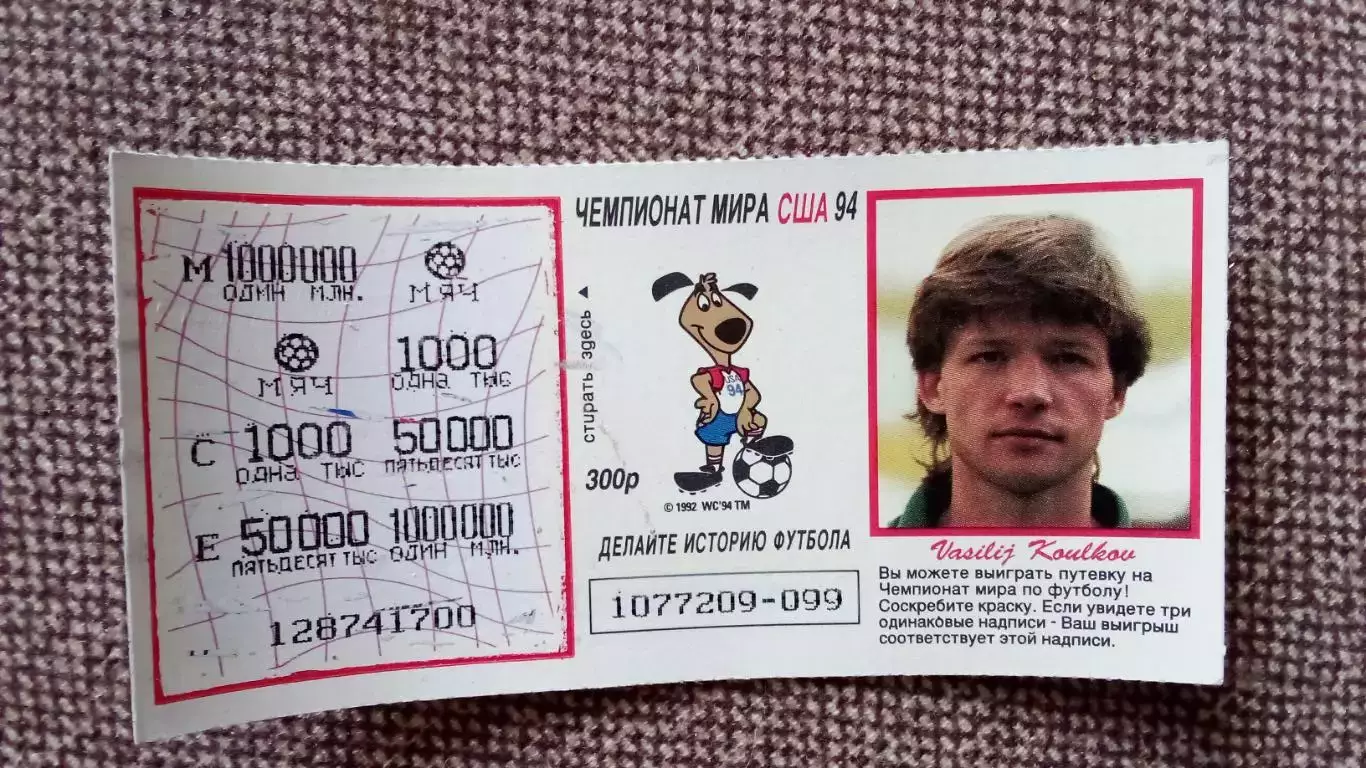 М 1000000
ОДИН МЛН.
МЯЧ
МЯЧ
1000
ОДНА ТЫС
С 1000
ОДНА ТЫС
50000
ПЯТЬДЕСЯТ ТЫС
Е 50000
ПЯТЬДЕСЯТ ТЫС
1000000
ОДИН МЛН.
128741700
ЧЕМПИОНАТ МИРА США 94
стирать здесь
USA
94
300р
© 1992 WC'94 TM
ДЕЛАЙТЕ ИСТОРИЮ ФУТБОЛА
1077209-099
Vasilij Koulkov
Вы можете выиграть путевку на
Чемпионат мира по футболу!
Соскребите краску. Если увидете три
одинаковые надписи - Ваш выигрыш
соответствует этой надписи.